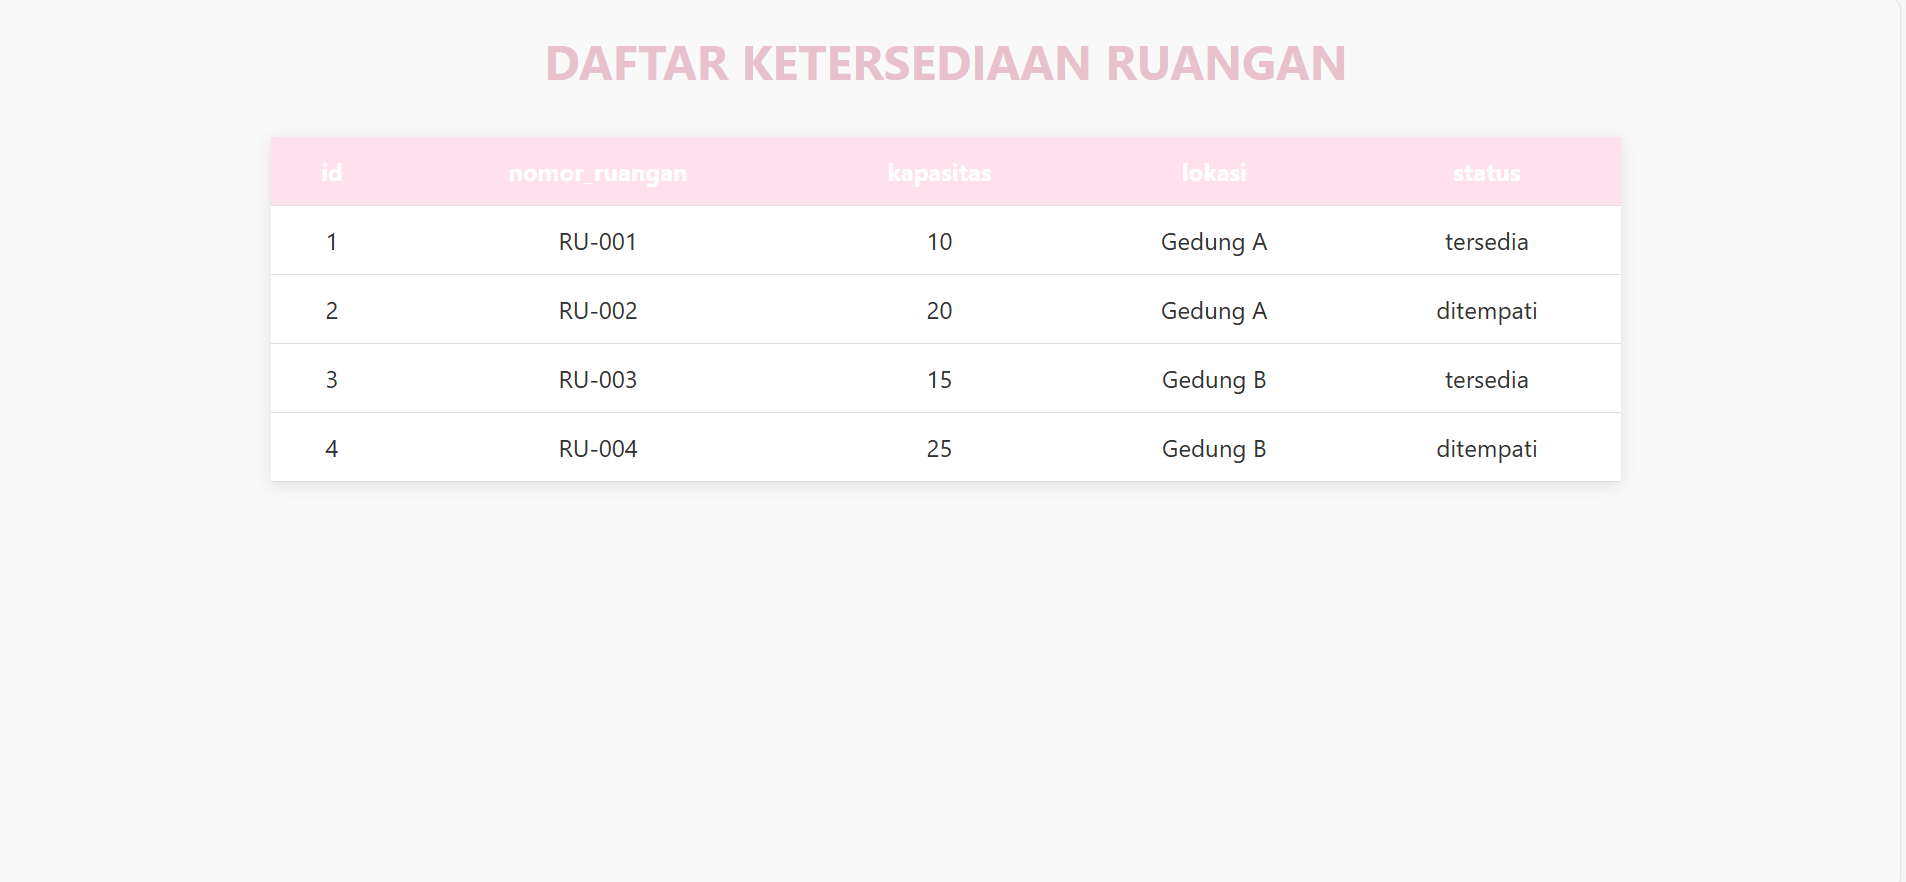 DAFTAR KETERSEDIAAN RUANGAN
id nomor_ruangan kapasitas lokasi status
1 RU-001 10 Gedung A tersedia
2 RU-002 20 Gedung A ditempati
3 RU-003 15 Gedung B tersedia
4 RU-004 25 Gedung B ditempati